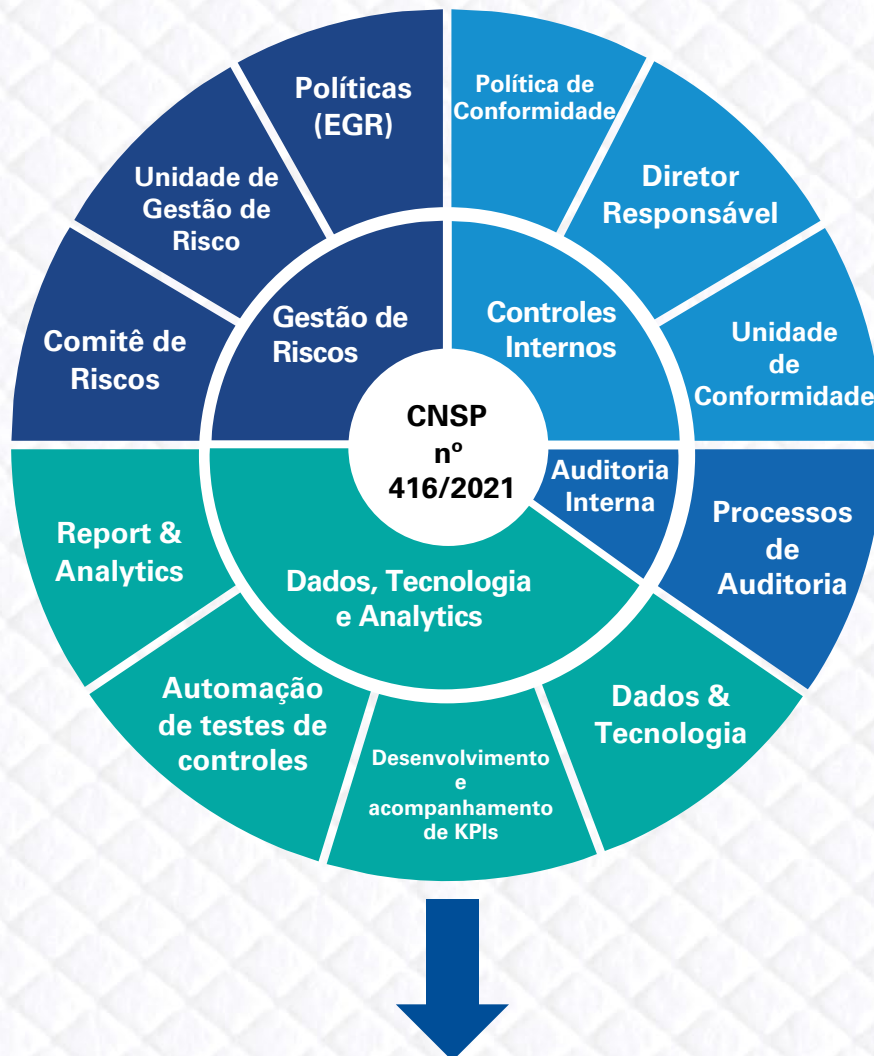 Políticas
(EGR)
Política de
Conformidade
Unidade de
Gestão de
Risco
Diretor
Responsável
Comitê de
Riscos
Gestão de
Riscos
Controles
Internos
Unidade
de
Conformidade
CNSP
nº
416/2021
Auditoria
Interna
Processos
de
Auditoria
Report &
Analytics
Dados, Tecnologia
e Analytics
Automação
de testes de
controles
Dados &
Tecnologia
Desenvolvimento
e
acompanhamento
de KPIs